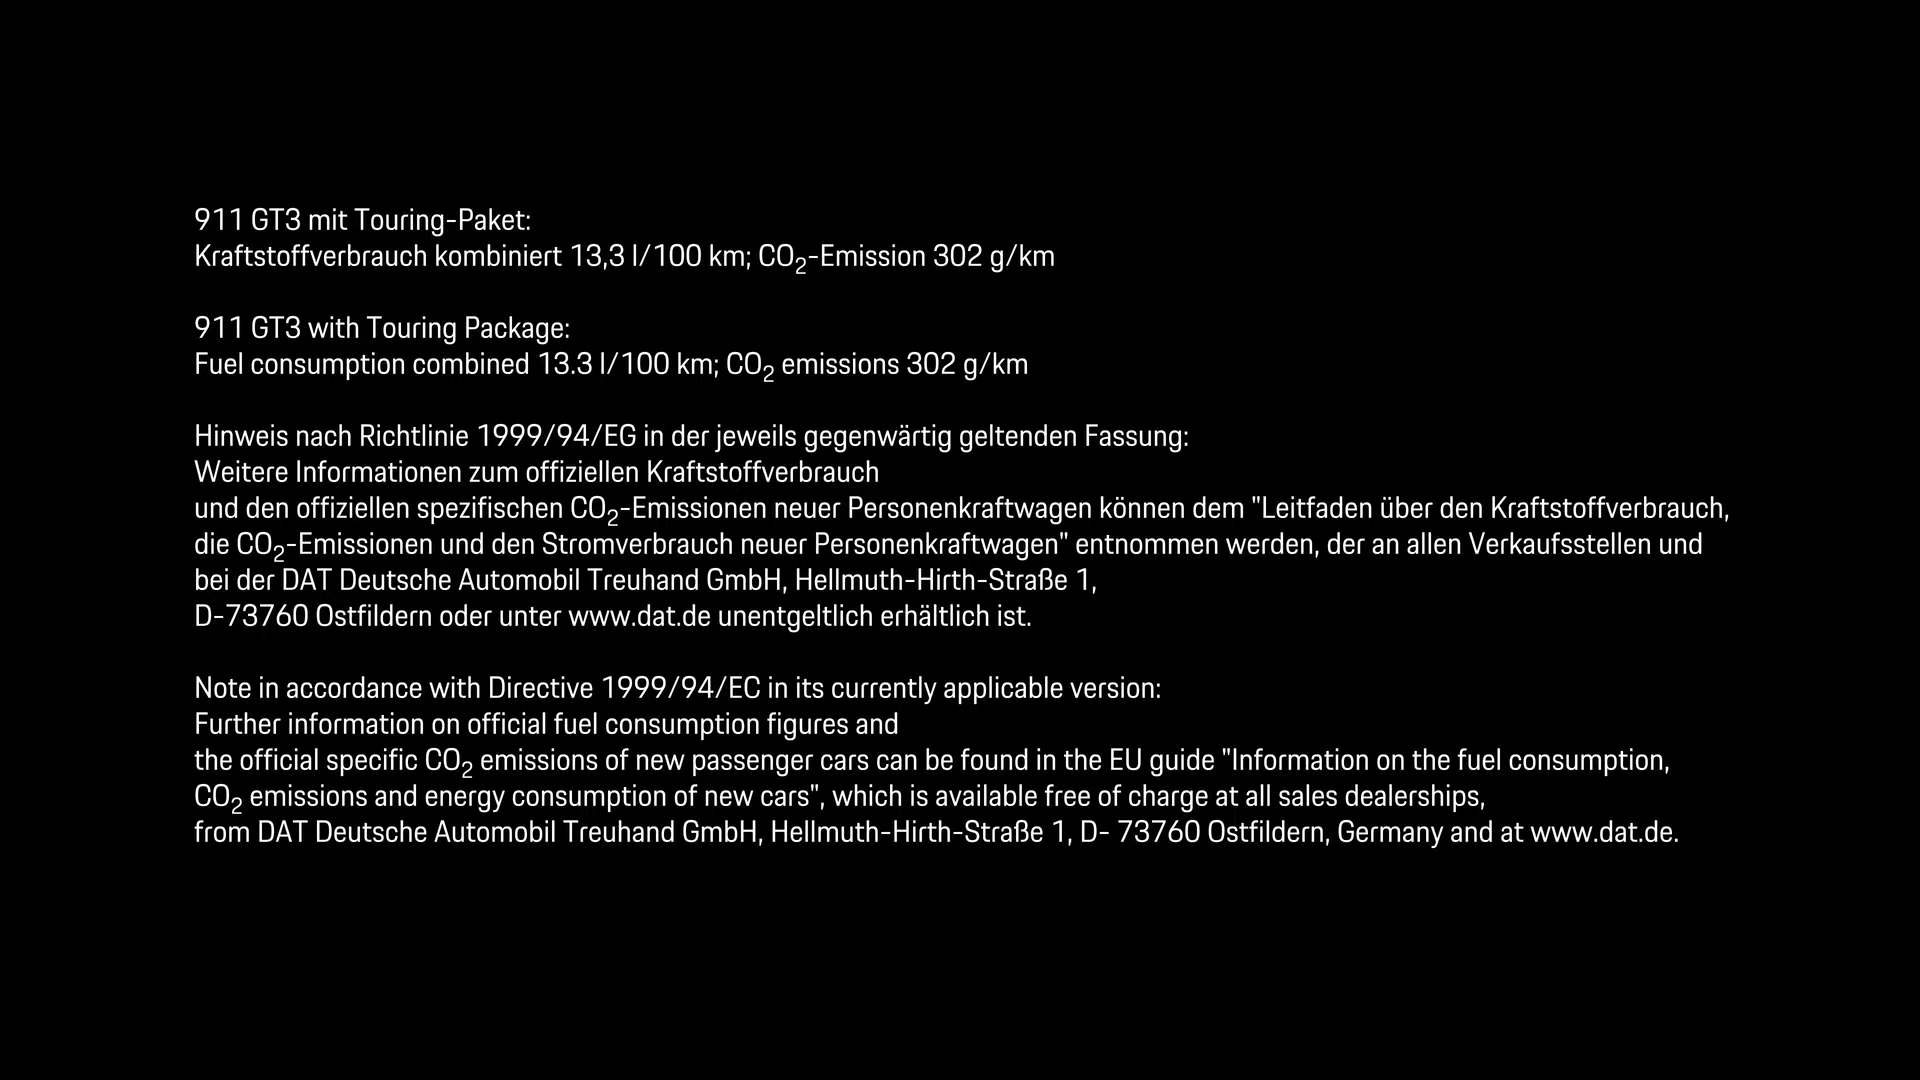 911 GT3 mit Touring-Paket:
Kraftstoffverbrauch kombiniert 13,3 l/100 km; CO₂-Emission 302 g/km
911 GT3 with Touring Package:
Fuel consumption combined 13.3 l/100 km; CO₂ emissions 302 g/km
Hinweis nach Richtlinie 1999/94/EG in der jeweils gegenwärtig geltenden Fassung:
Weitere Informationen zum offiziellen Kraftstoffverbrauch
und den offiziellen spezifischen CO₂-Emissionen neuer Personenkraftwagen können dem "Leitfaden über den Kraftstoffverbrauch,
die CO₂-Emissionen und den Stromverbrauch neuer Personenkraftwagen" entnommen werden, der an allen Verkaufsstellen und
bei der DAT Deutsche Automobil Treuhand GmbH, Hellmuth-Hirth-Straße 1,
D-73760 Ostfildern oder unter www.dat.de unentgeltlich erhältlich ist.
Note in accordance with Directive 1999/94/EC in its currently applicable version:
Further information on official fuel consumption figures and
the official specific CO₂ emissions of new passenger cars can be found in the EU guide "Information on the fuel consumption,
CO₂ emissions and energy consumption of new cars", which is available free of charge at all sales dealerships,
from DAT Deutsche Automobil Treuhand GmbH, Hellmuth-Hirth-Straße 1, D- 73760 Ostfildern, Germany and at www.dat.de.